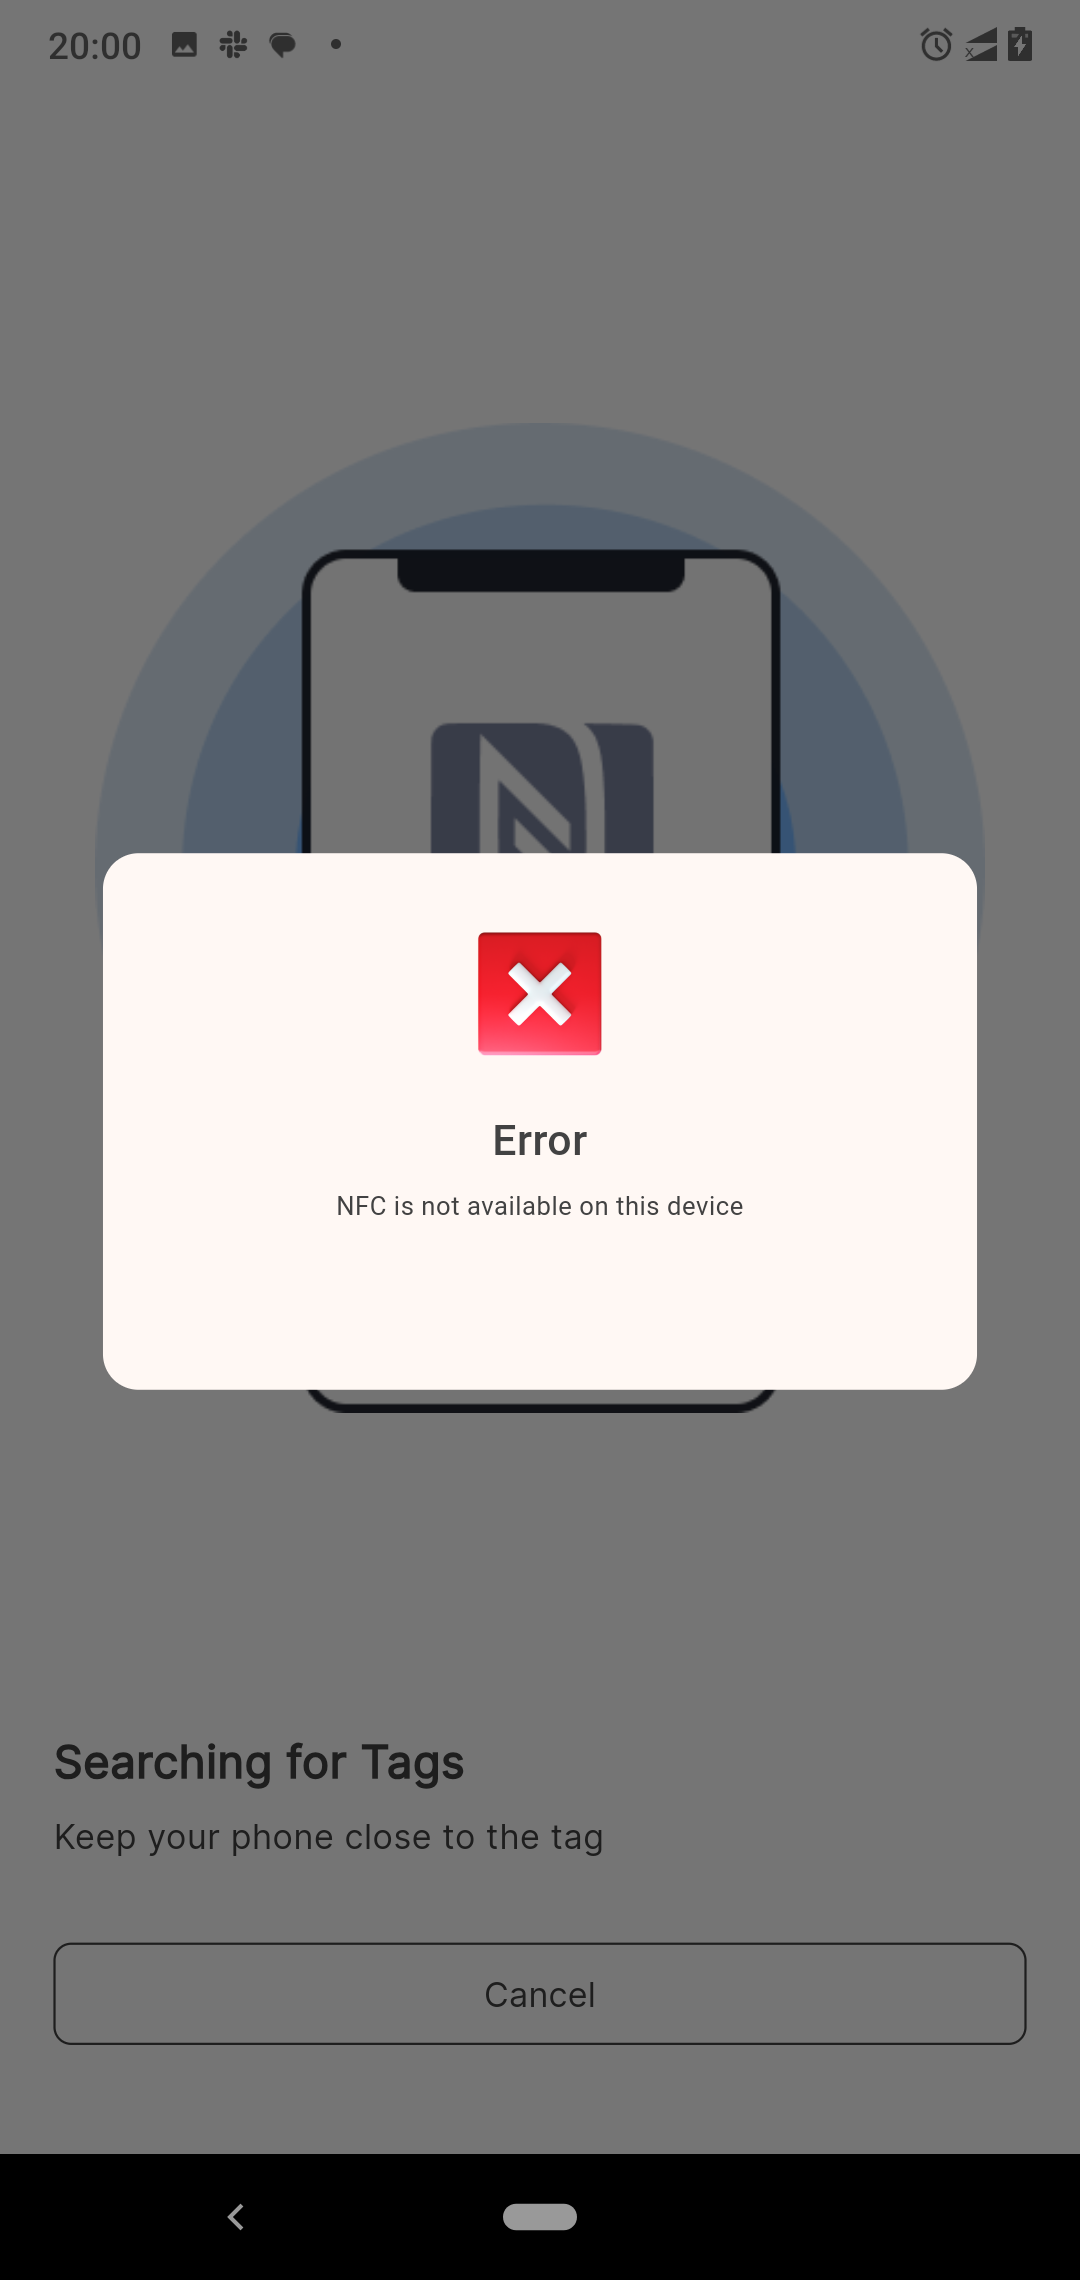 20:00
Error
NFC is not available on this device
Searching for Tags
Keep your phone close to the tag
Cancel